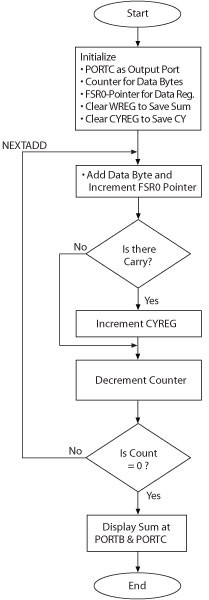 Start
Initialize
• PORTC as Output Port
• Counter for Data Bytes
• FSR0-Pointer for Data Reg.
• Clear WREG to Save Sum
• Clear CYREG to Save CY
NEXTADD
• Add Data Byte and
Increment FSR0 Pointer
Is there
Carry?
No
Yes
Increment CYREG
Decrement Counter
Is Count
= 0 ?
No
Yes
Display Sum at
PORTB & PORTC
End